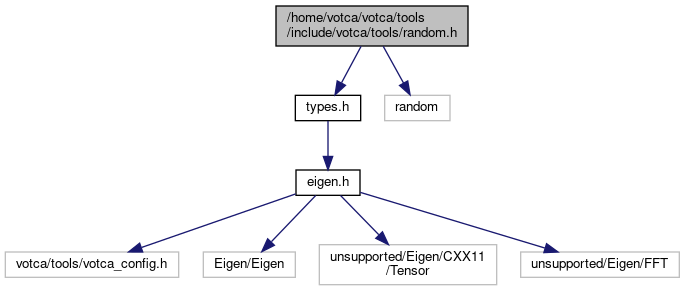 /home/votca/votca/tools
/include/votca/tools/random.h
types.h
random
eigen.h
votca/tools/votca_config.h
Eigen/Eigen
unsupported/Eigen/CXX11
/Tensor
unsupported/Eigen/FFT